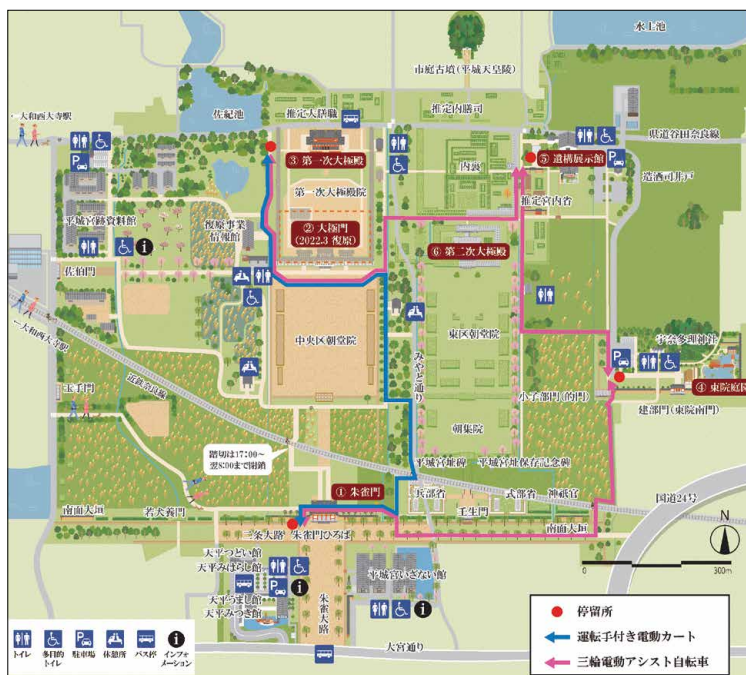 水上池
市庭古墳(平城天皇陵)
佐紀池
推定大膳職
推定内膳司
大和西大寺駅
県道谷田奈良線
③ 第一次大極殿
内裏
⑤ 遺構展示館
造酒司井戸
第一次大極殿院
推定宮内省
平城宮跡資料館
復原事業
情報館
② 大極門
(2022.3 復原)
⑥ 第二次大極殿
佐伯門
大和西大寺駅
近鉄奈良線
中央区朝堂院
みやと通り
東区朝堂院
宇奈多理神社
玉手門
小子部門(的門)
④ 東院庭園
建部門(東院南門)
朝集院
踏切は17:00~
翌8:00まで閉鎖
平城宮址碑
平城宮址保存記念碑
① 朱雀門
兵部省
式部省
神祇官
壬生門
国道24号
南面大垣
若犬養門
南面大垣
三条大路
朱雀門ひろば
N
天平つどい館
天平みはらし館
平城宮いざない館
0
300m
天平うまし館
天平みつき館
朱雀大路
大宮通り
停留所
運転手付き電動カート
三輪電動アシスト自転車
トイレ
多目的
トイレ
駐車場
休憩所
バス停
インフォ
メーション